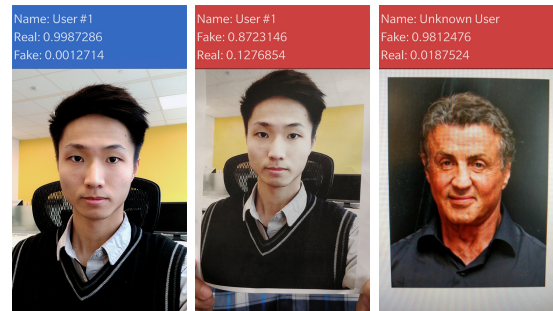 Name: User #1
Real: 0.9987286
Fake: 0.0012714
Name: User #1
Fake: 0.8723146
Real: 0.1276854
Name: Unknown User
Fake: 0.9812476
Real: 0.0187524